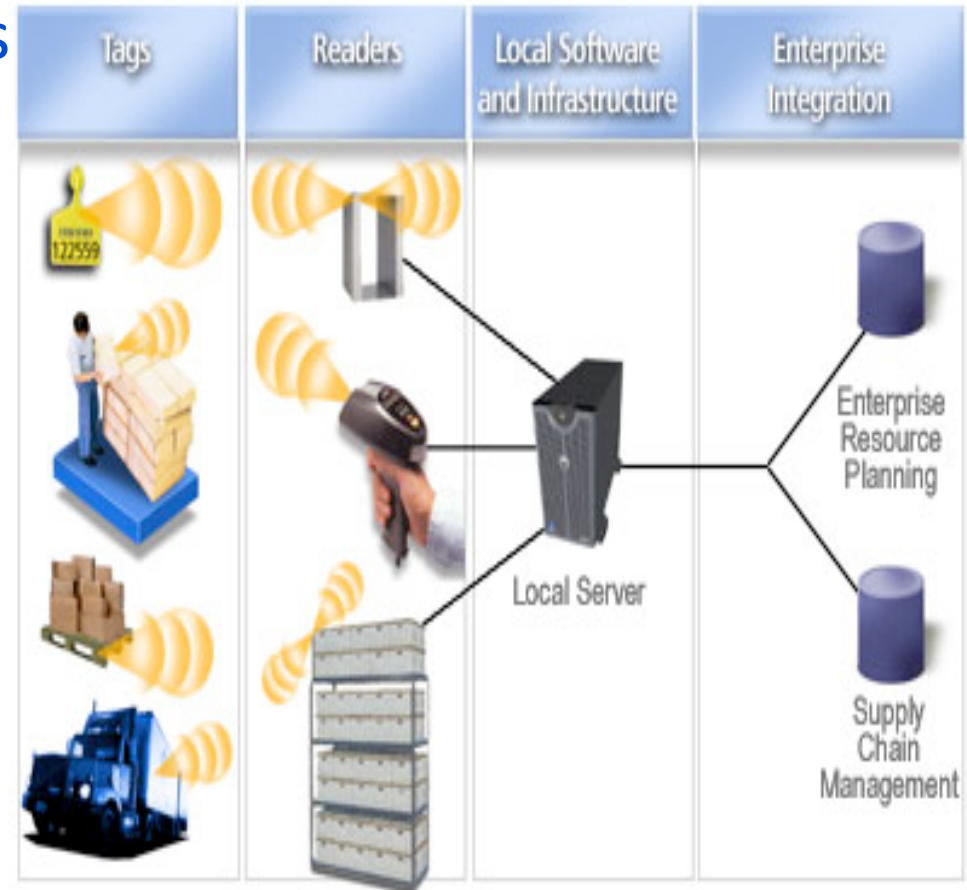 s
Tags
Readers
Local Software
and Infrastructure
Enterprise
Integration
122559
Enterprise
Resource
Planning
Local Server
Supply
Chain
Management